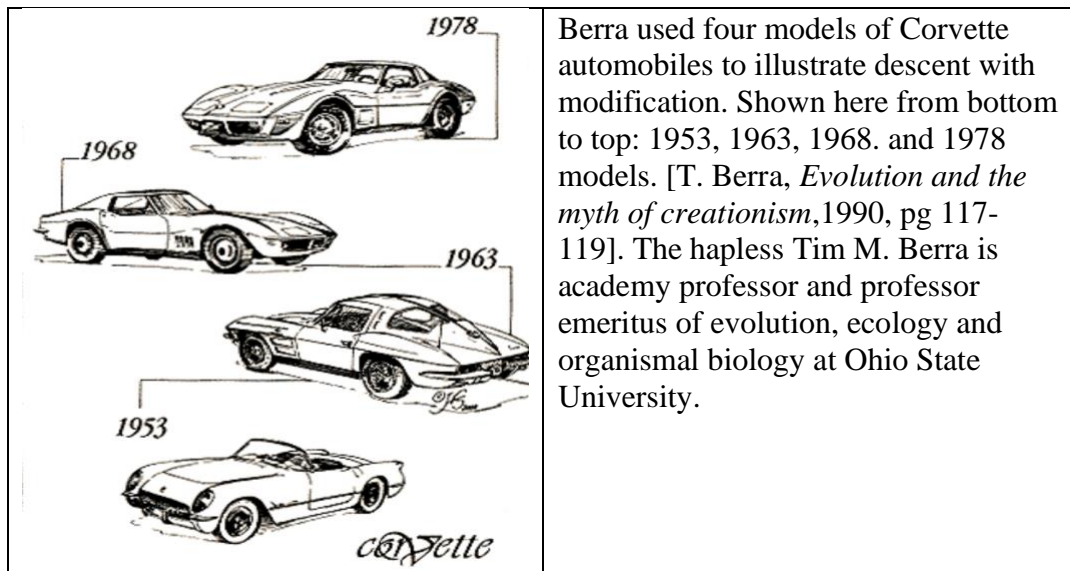 1978
1968
1963
1953
corvette
Berra used four models of Corvette
automobiles to illustrate descent with
modification. Shown here from bottom
to top: 1953, 1963, 1968. and 1978
models. [T. Berra, Evolution and the
myth of creationism,1990, pg 117-
119]. The hapless Tim M. Berra is
academy professor and professor
emeritus of evolution, ecology and
organismal biology at Ohio State
University.